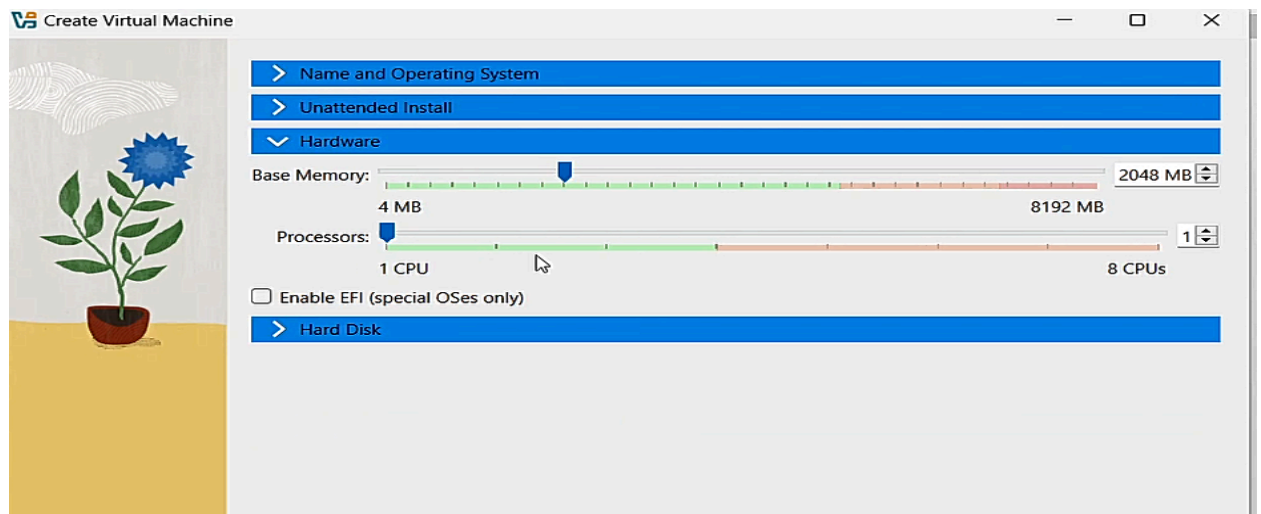 Create Virtual Machine
Name and Operating System
Unattended Install
Hardware
Base Memory: 2048 MB
4 MB 8192 MB
Processors: 1
1 CPU 8 CPUs
Enable EFI (special OSes only)
Hard Disk